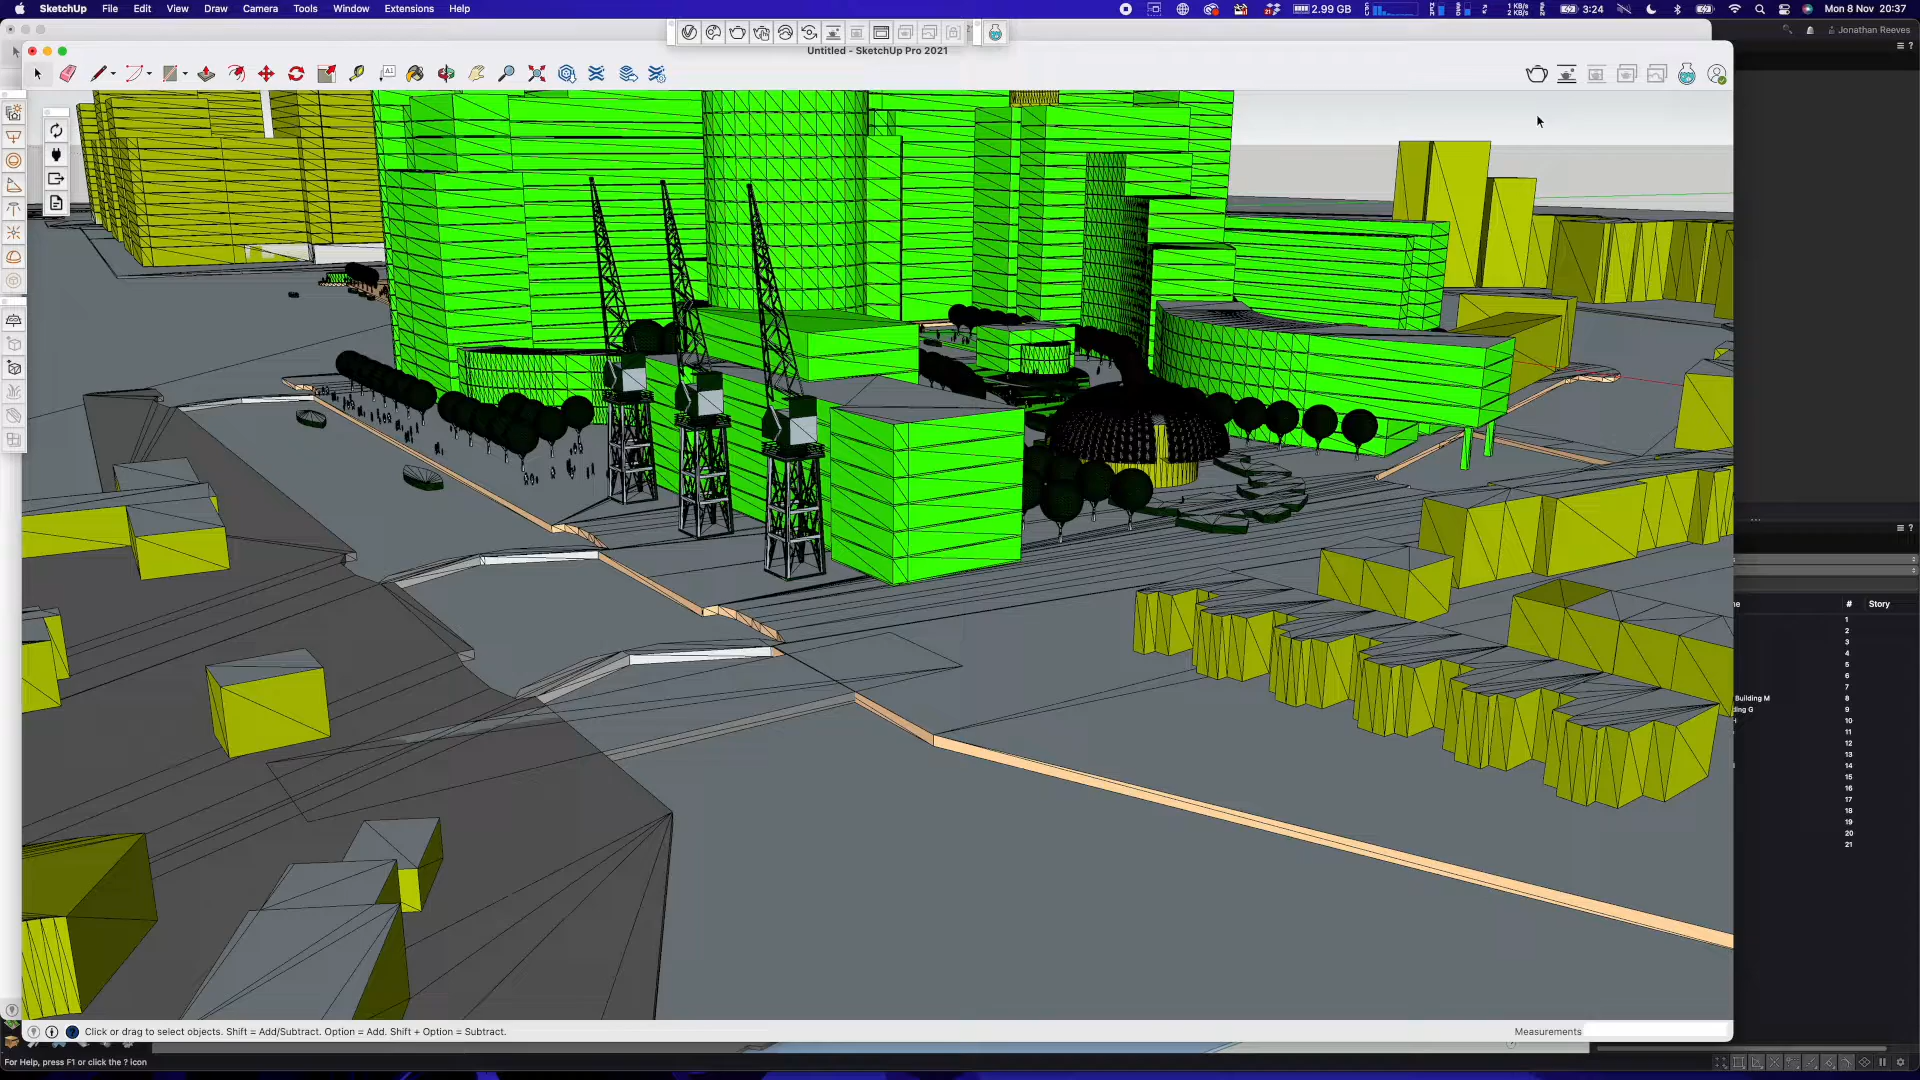 SketchUp File Edit View Draw Camera Tools Window Extensions Help
2.99 GB
3:24
Mon 8 Nov 20:37
Jonathan Reeves
Untitled - SketchUp Pro 2021
# Story
1
2
3
4
5
6
7
Building M 8
ding G 9
10
11
12
13
14
15
16
17
18
19
20
21
Click or drag to select objects. Shift = Add/Subtract. Option = Add. Shift + Option = Subtract.
Measurements
For Help, press F1 or click the ? icon